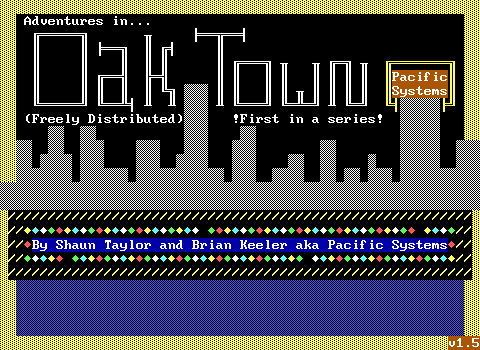 Adventures in...
Oak Town
Pacific
Systems
(Freely Distributed) !First in a series!
By Shaun Taylor and Brian Keeler aka Pacific Systems
v1.5